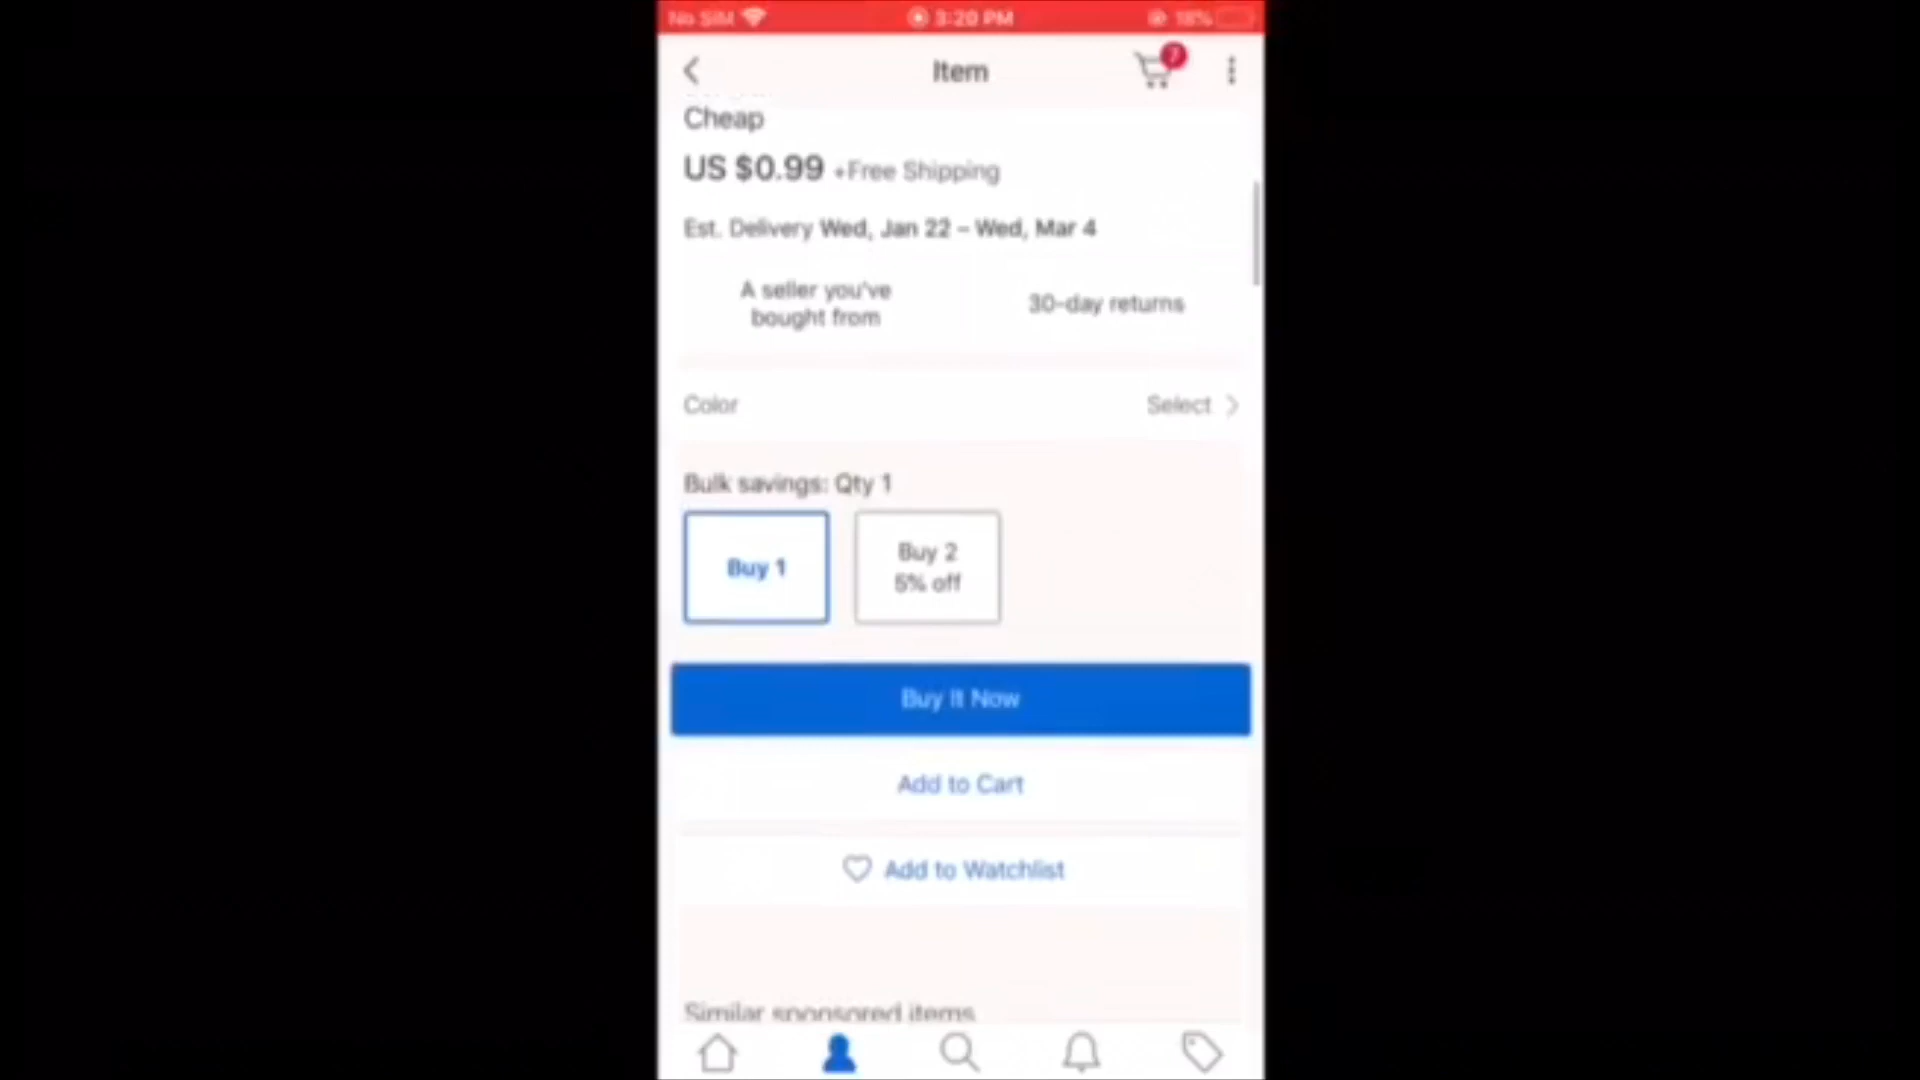 No SIM 3:20 PM 18%
Item
7
Cheap
US $0.99 +Free Shipping
Est. Delivery Wed, Jan 22 – Wed, Mar 4
A seller you've
bought from
30-day returns
Color Select
Bulk savings: Qty 1
Buy 1
Buy 2
5% off
Buy It Now
Add to Cart
Add to Watchlist
Similar sponsored items